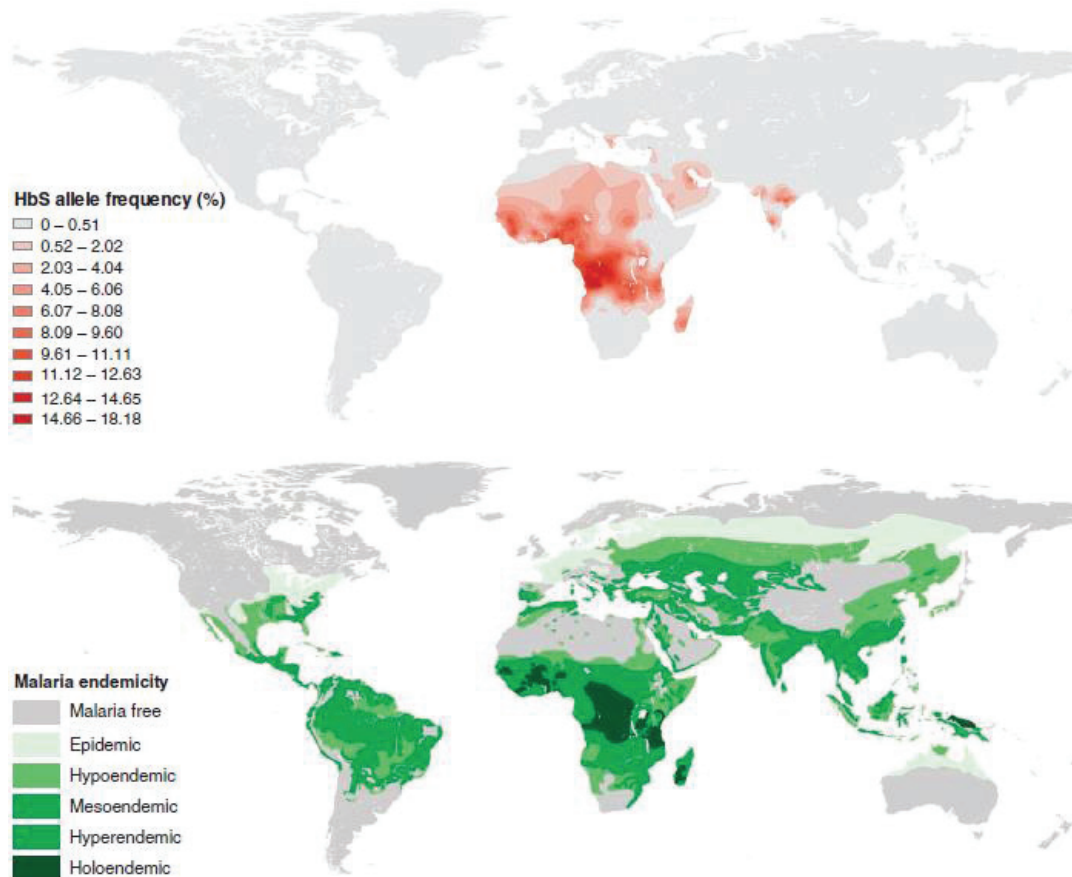 HbS allele frequency (%)
0 – 0.51
0.52 – 2.02
2.03 – 4.04
4.05 – 6.06
6.07 – 8.08
8.09 – 9.60
9.61 – 11.11
11.12 – 12.63
12.64 – 14.65
14.66 – 18.18
Malaria endemicity
Malaria free
Epidemic
Hypoendemic
Mesoendemic
Hyperendemic
Holoendemic